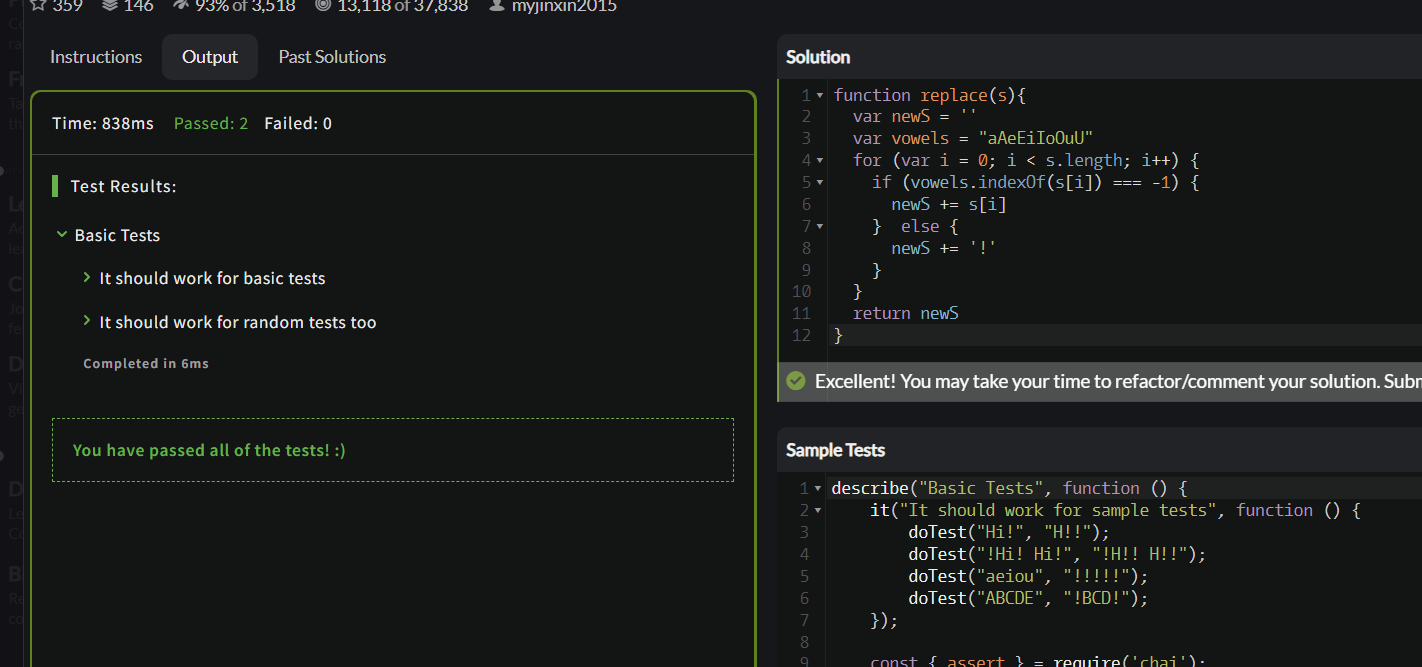 359 146 93% of 3,518 13,118 of 37,838 myjinxin2015
Instructions Output Past Solutions
Time: 838ms Passed: 2 Failed: 0
Test Results:
Basic Tests
It should work for basic tests
It should work for random tests too
Completed in 6ms
You have passed all of the tests! :)
Solution
1 function replace(s){
2   var newS = ''
3   var vowels = "aAeEiIoOuU"
4   for (var i = 0; i < s.length; i++) {
5     if (vowels.indexOf(s[i]) === -1) {
6       newS += s[i]
7     }  else {
8       newS += '!'
9     }
10   }
11   return newS
12 }
Excellent! You may take your time to refactor/comment your solution.
Sample Tests
1 describe("Basic Tests", function () {
2     it("It should work for sample tests", function () {
3         doTest("Hi!", "H!!");
4         doTest("!Hi! Hi!", "!H!! H!!");
5         doTest("aeiou", "!!!!!");
6         doTest("ABCDE", "!BCD!");
7     });
8
9     const { assert } = require('chai');